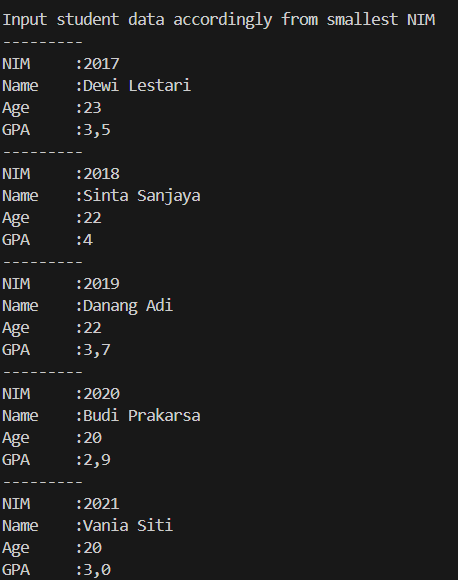 Input student data accordingly from smallest NIM
---------
NIM     :2017
Name    :Dewi Lestari
Age     :23
GPA     :3,5
---------
NIM     :2018
Name    :Sinta Sanjaya
Age     :22
GPA     :4
---------
NIM     :2019
Name    :Danang Adi
Age     :22
GPA     :3,7
---------
NIM     :2020
Name    :Budi Prakarsa
Age     :20
GPA     :2,9
---------
NIM     :2021
Name    :Vania Siti
Age     :20
GPA     :3,0